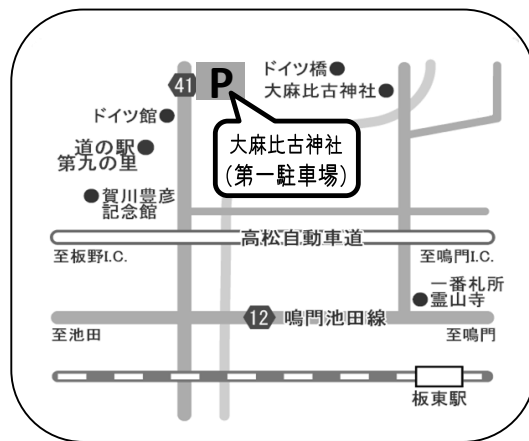 ドイツ橋
41
P
大麻比古神社
ドイツ館
大麻比古神社
(第一駐車場)
道の駅
第九の里
賀川豊彦
記念館
高松自動車道
至板野I.C.
至鳴門I.C.
一番札所
霊山寺
12
鳴門池田線
至池田
至鳴門
板東駅